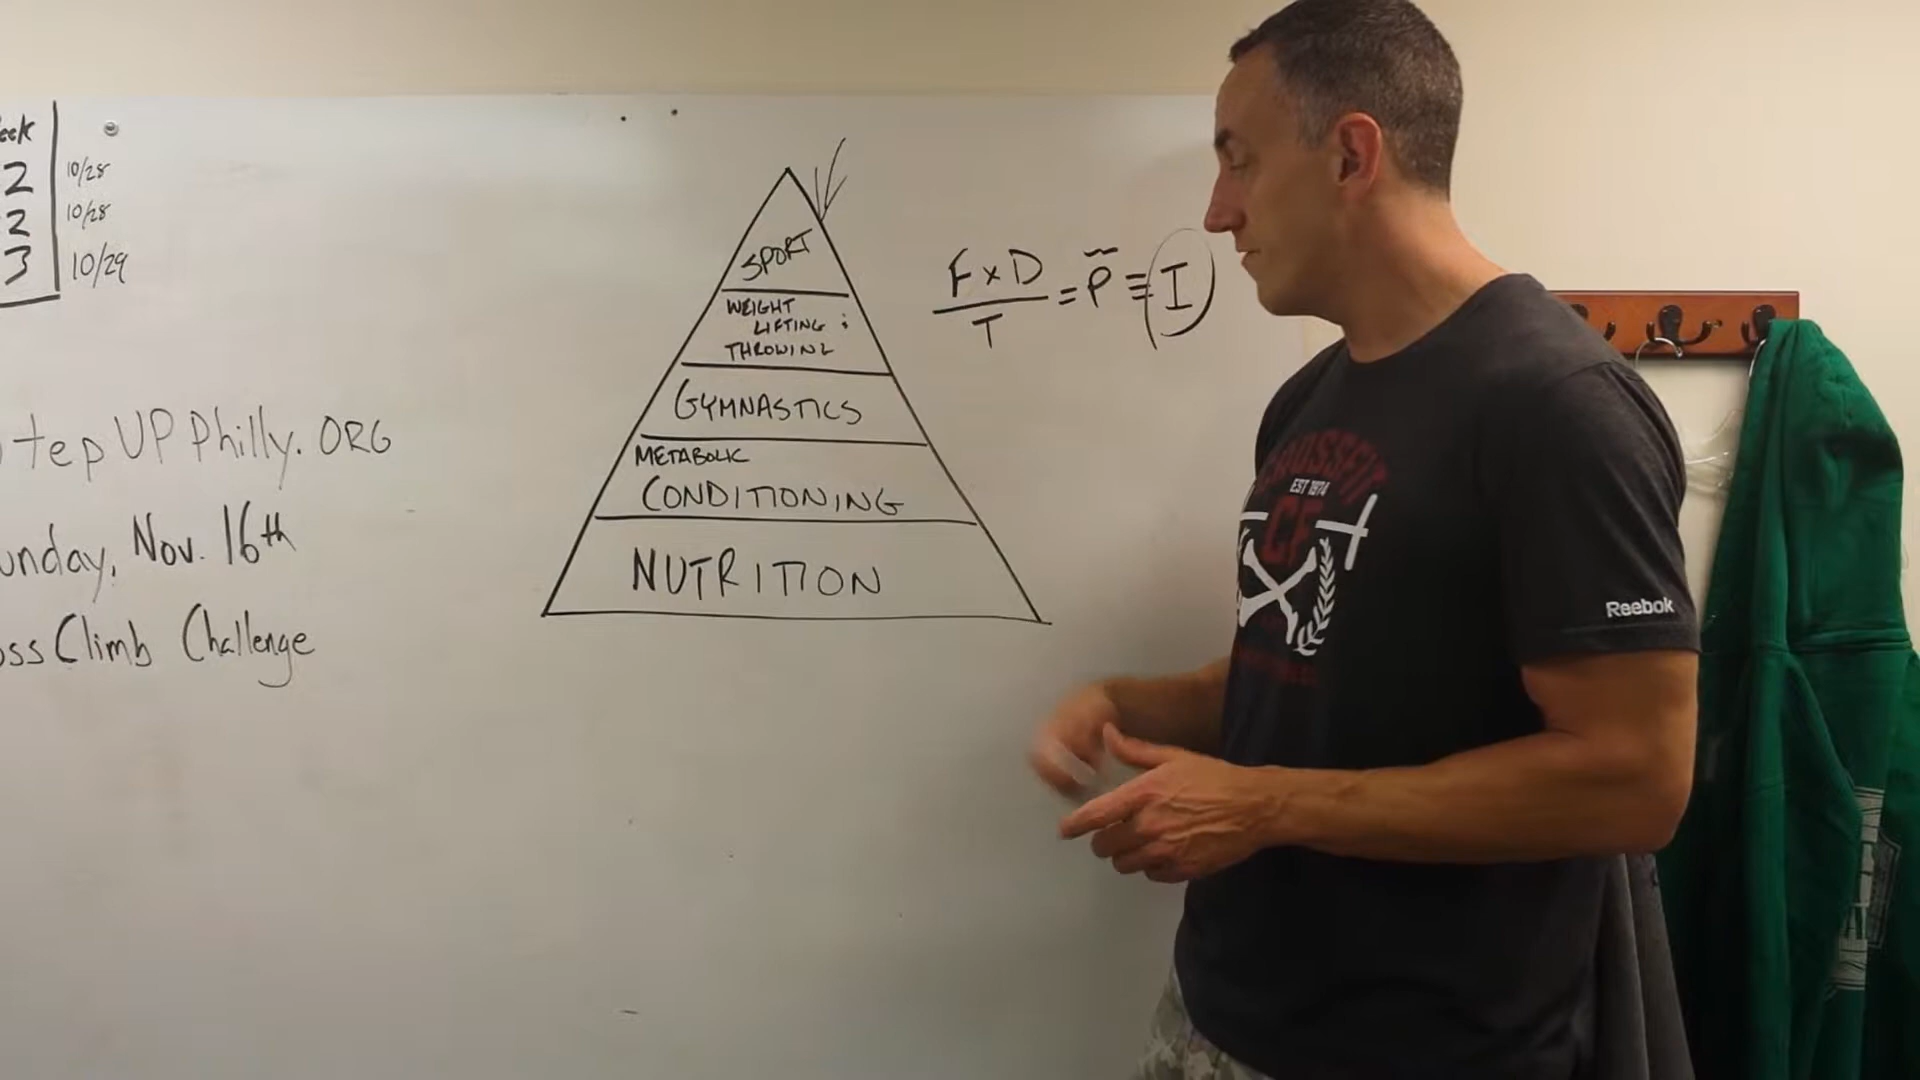 2 10/28
2 10/28
3 10/29
tep UP Philly. ORG
unday, Nov. 16th
oss Climb Challenge
SPORT
WEIGHT
LIFTING
THROWING
GYMNASTICS
METABOLIC
CONDITIONING
NUTRITION
F x D
T
= P ≡ I
CROSSFIT
EST 1974
CF
Reebok